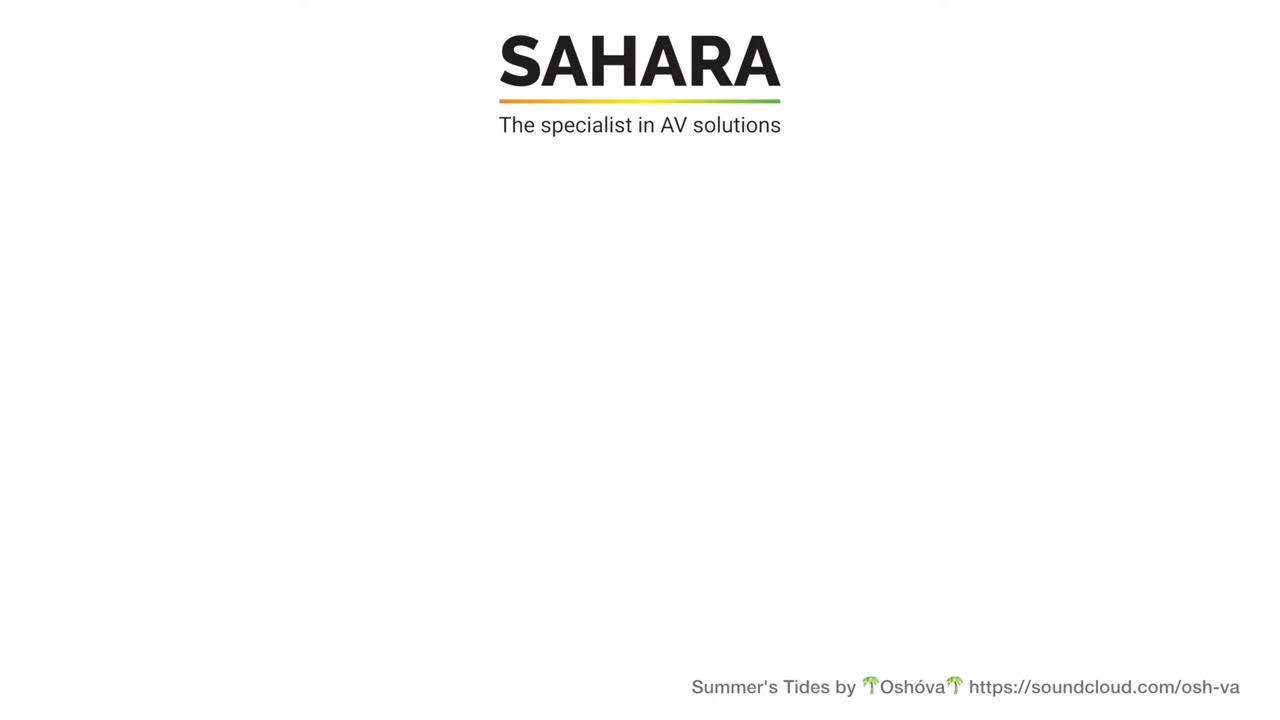 SAHARA
The specialist in AV solutions
Summer's Tides by 🌴Oshóva🌴 https://soundcloud.com/osh-va